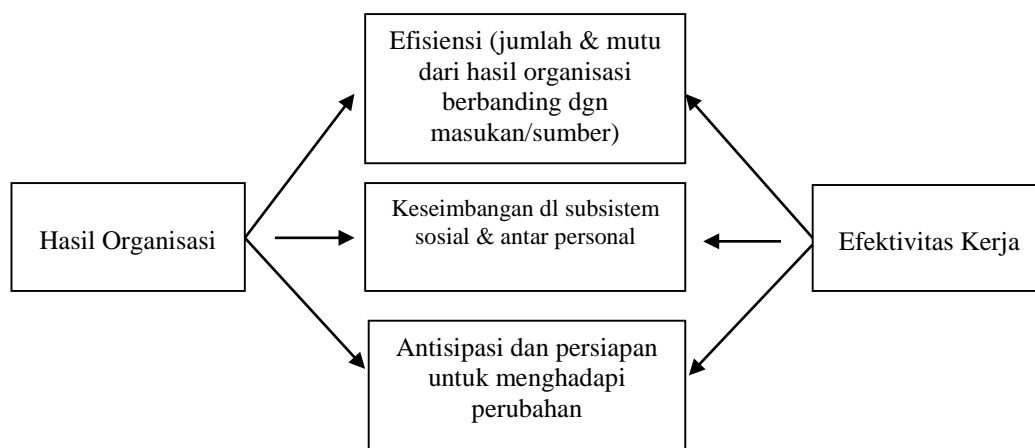 Efisiensi (jumlah & mutu
dari hasil organisasi
berbanding dgn
masukan/sumber)
Hasil Organisasi
Keseimbangan dl subsistem
sosial & antar personal
Efektivitas Kerja
Antisipasi dan persiapan
untuk menghadapi
perubahan